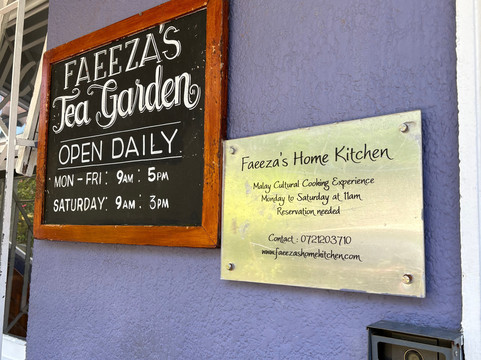 FAEEZA'S
Tea Garden
OPEN DAILY
MON - FRI: 9AM: 5PM
SATURDAY: 9AM: 3PM
Faeeza's Home Kitchen
Malay Cultural Cooking Experience
Monday to Saturday at 11am
Reservation needed
Contact : 0721203710
www.faeezashomekitchen.com